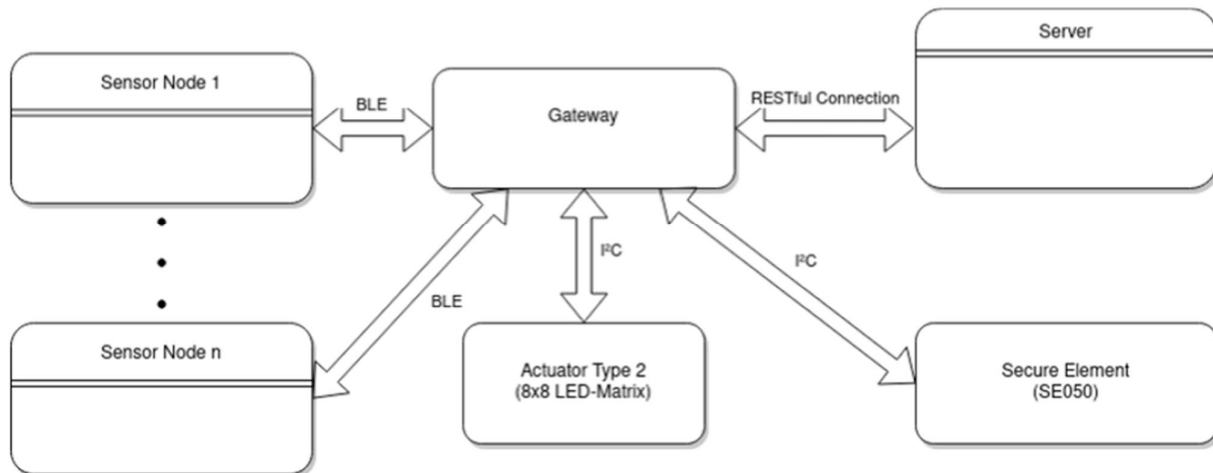 Server
Sensor Node 1
BLE
Gateway
RESTful Connection
I²C
I²C
BLE
Sensor Node n
Actuator Type 2
(8x8 LED-Matrix)
Secure Element
(SE050)